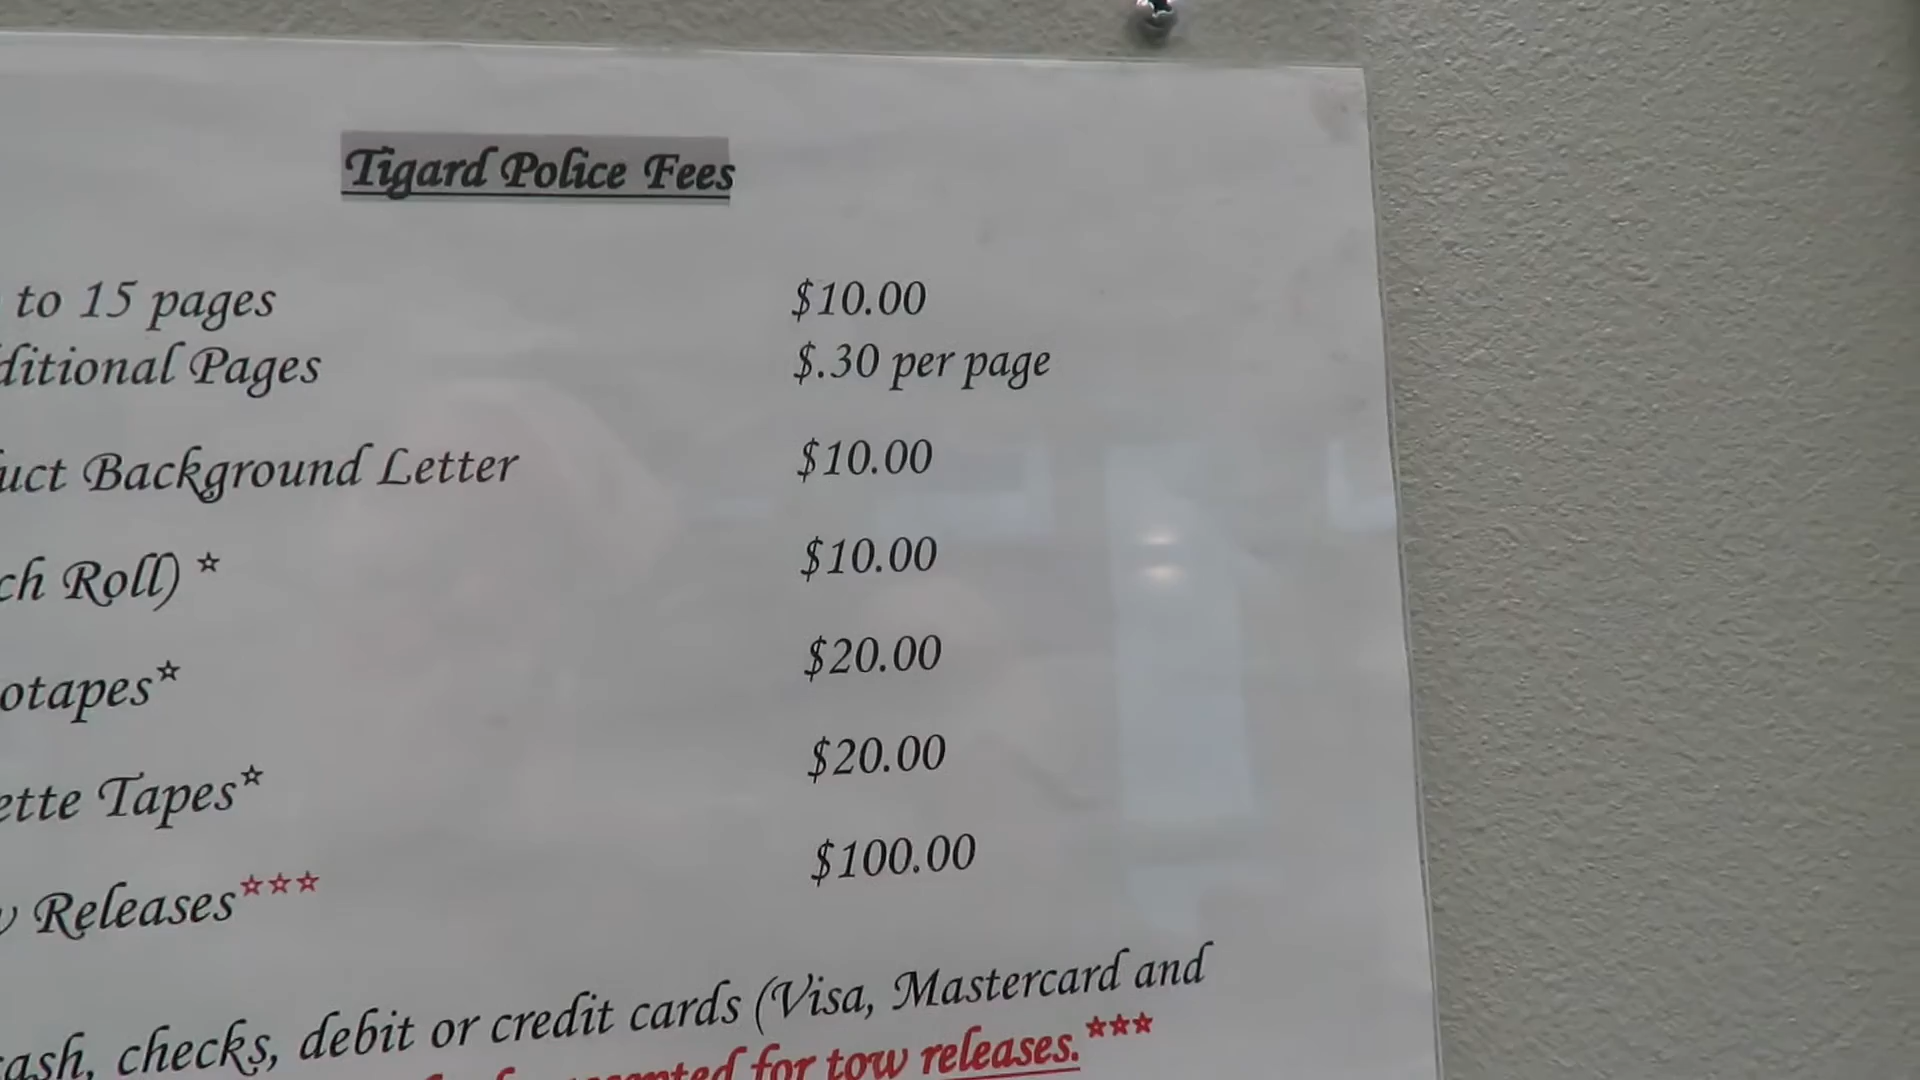 Tigard Police Fees
to 15 pages $10.00
ditional Pages $.30 per page
uct Background Letter $10.00
ch Roll) * $10.00
otapes* $20.00
ette Tapes* $20.00
Releases*** $100.00
ash, checks, debit or credit cards (Visa, Mastercard and
for tow releases.***